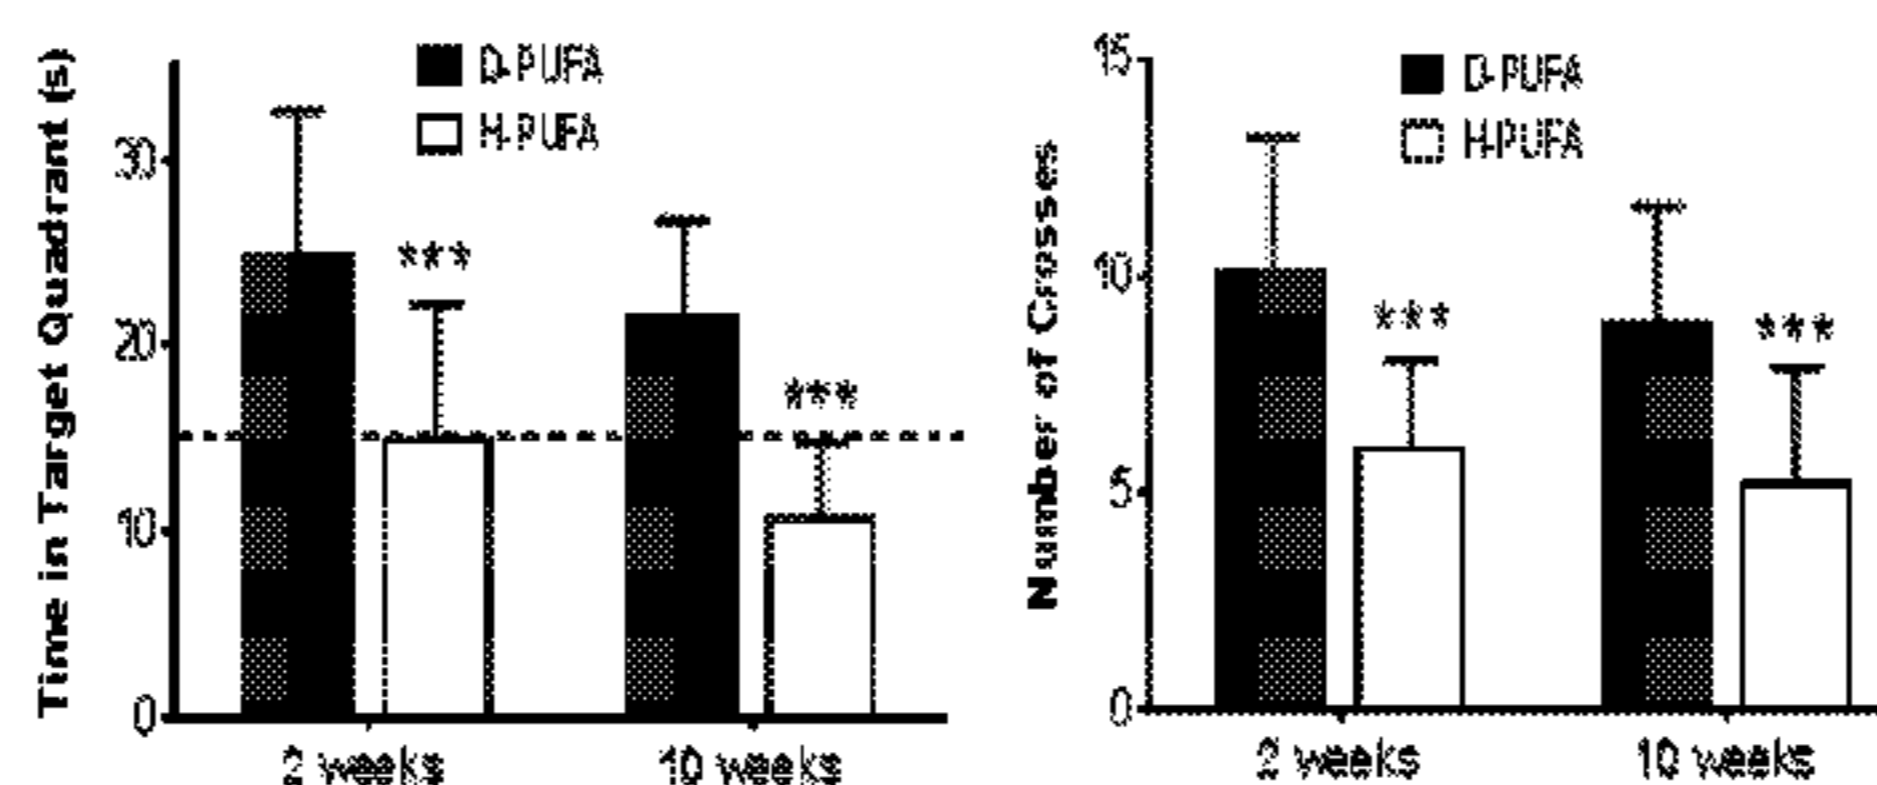 Time in Target Quadrant (s)
30
20
10
0
D-PUFA
H-PUFA
***
***
2 weeks
10 weeks
Number of Crosses
15
10
5
0
D-PUFA
H-PUFA
***
***
2 weeks
10 weeks